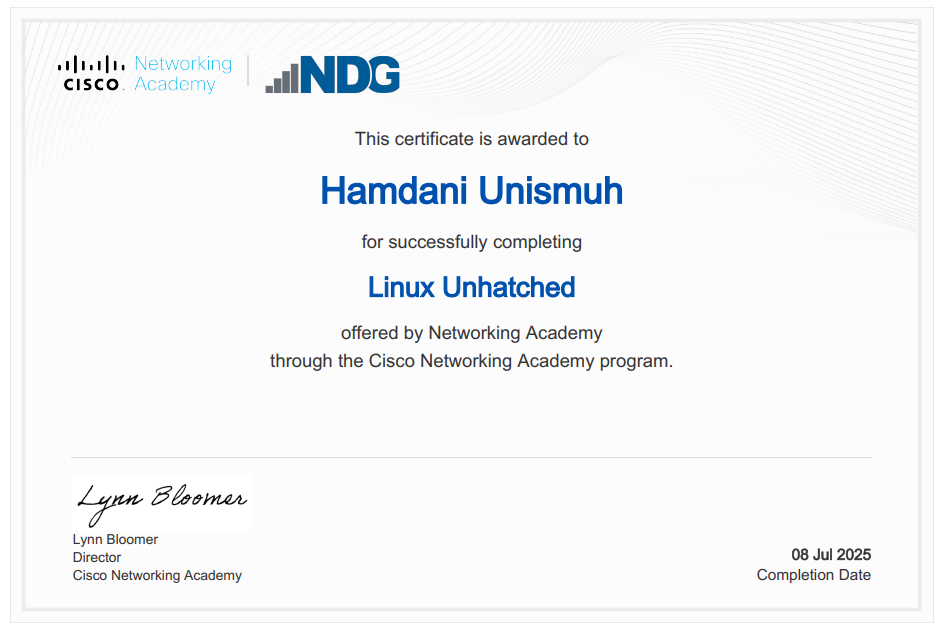 CISCO Networking Academy
NDG
This certificate is awarded to
Hamdani Unismuh
for successfully completing
Linux Unhatched
offered by Networking Academy
through the Cisco Networking Academy program.
Lynn Bloomer
Lynn Bloomer
Director
Cisco Networking Academy
08 Jul 2025
Completion Date